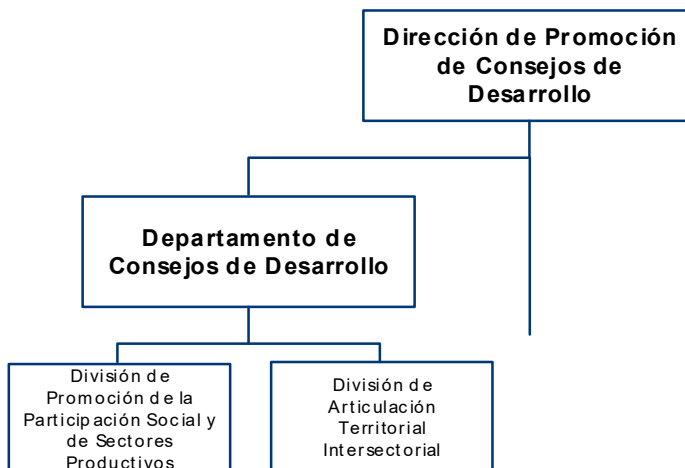 Dirección de Promoción
de Consejos de
Desarrollo
Departamento de
Consejos de Desarrollo
División de
Promoción de la
Participación Social y
de Sectores
Productivos
División de
Articulación
Territorial
Intersectorial